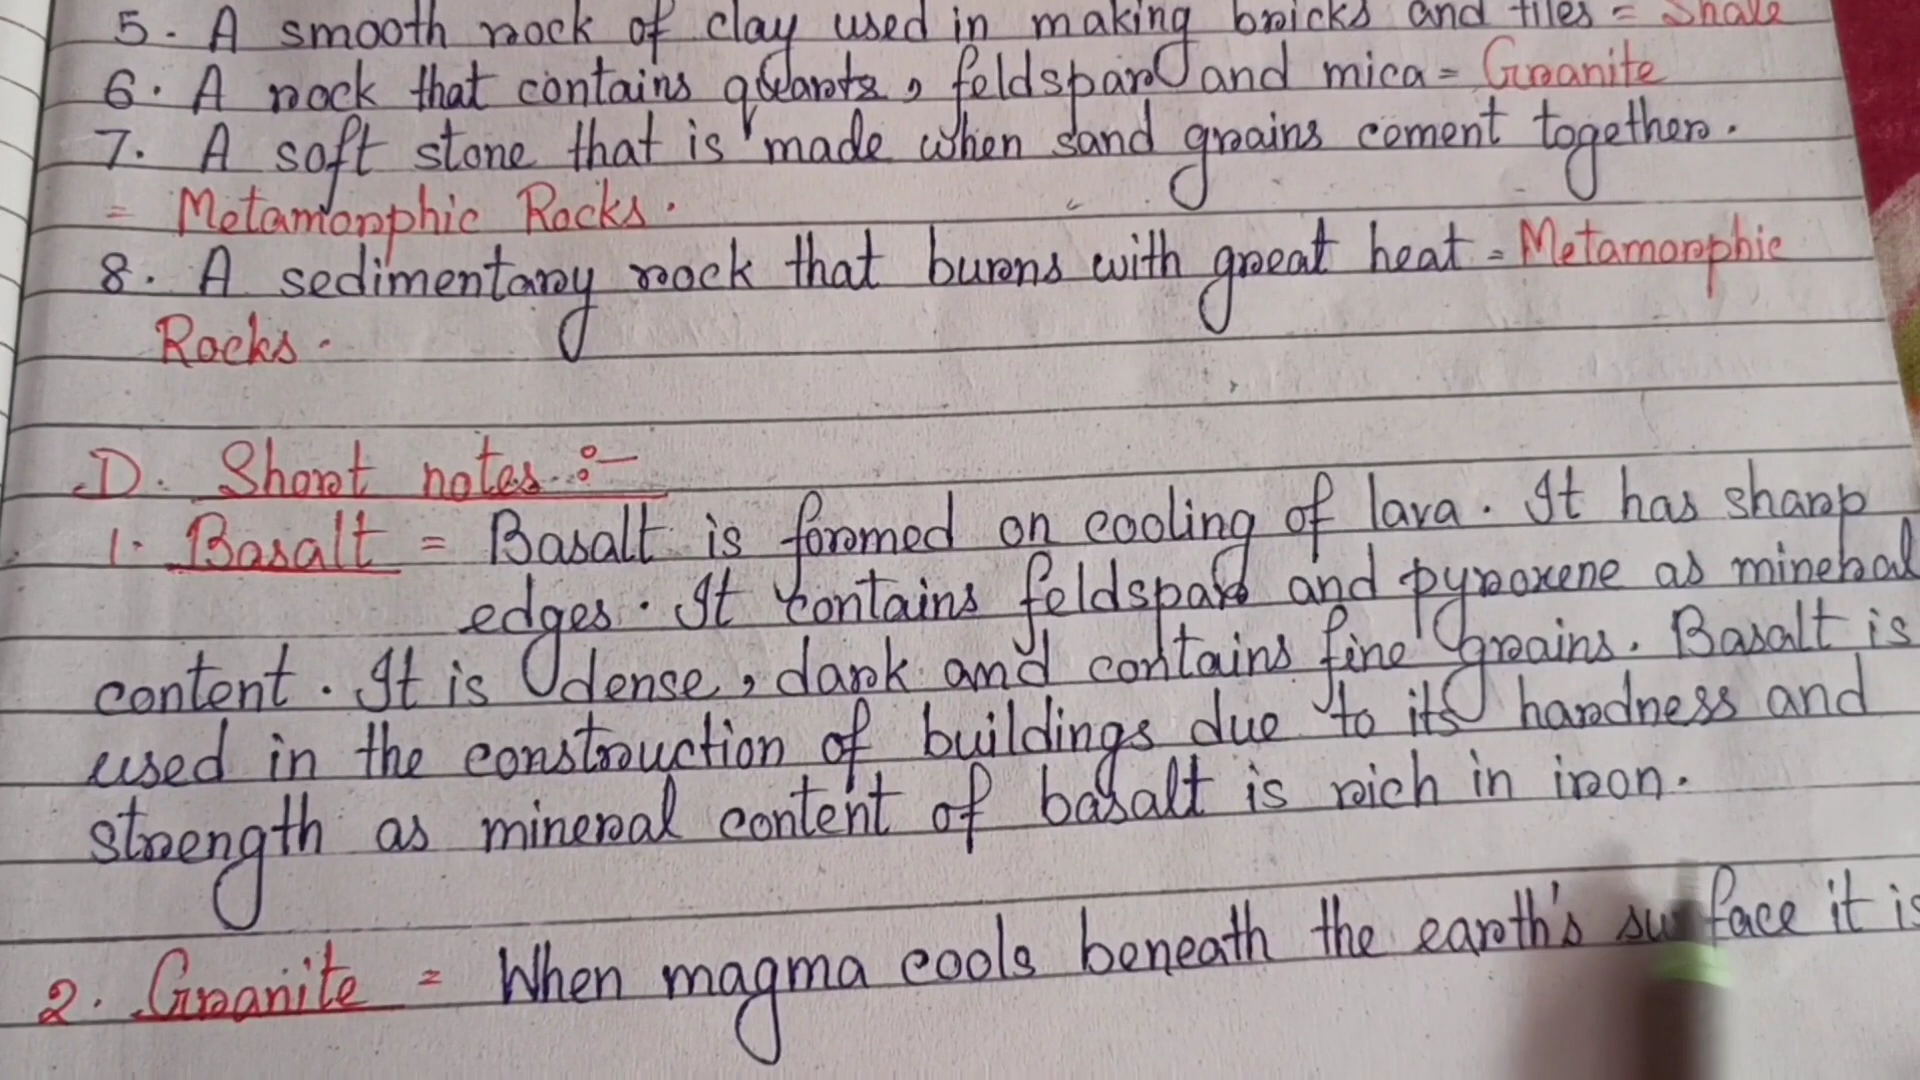 5. A smooth rock of clay used in making bricks and tiles = Shale
6. A rock that contains quartz, feldspar and mica = Granite
7. A soft stone that is made when sand grains cement together.
= Metamorphic Rocks.
8. A sedimentary rock that burns with great heat = Metamorphic
Rocks.
D. Short notes :-
1. Basalt = Basalt is formed on cooling of lava. It has sharp
edges. It contains feldspar and pyroxene as mineral
content. It is dense, dark and contains fine grains. Basalt is
used in the construction of buildings due to its hardness and
strength as mineral content of basalt is rich in iron.
2. Granite = When magma cools beneath the earth's surface it is